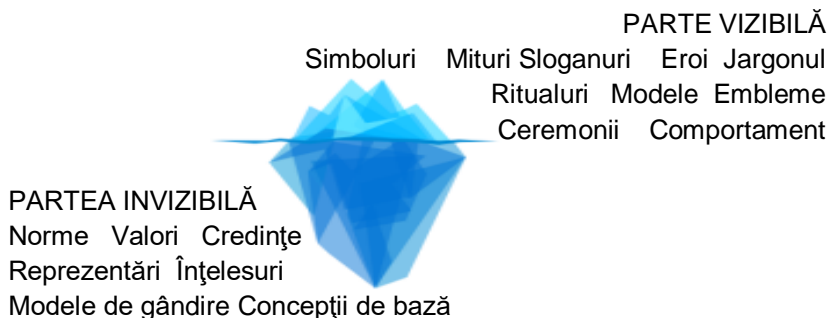 PARTE VIZIBILĂ
Simboluri Mituri Sloganuri Eroi Jargonul
Ritualuri Modele Embleme
Ceremonii Comportament
PARTEA INVIZIBILĂ
Norme Valori Credinţe
Reprezentări Înţelesuri
Modele de gândire Concepţii de bază